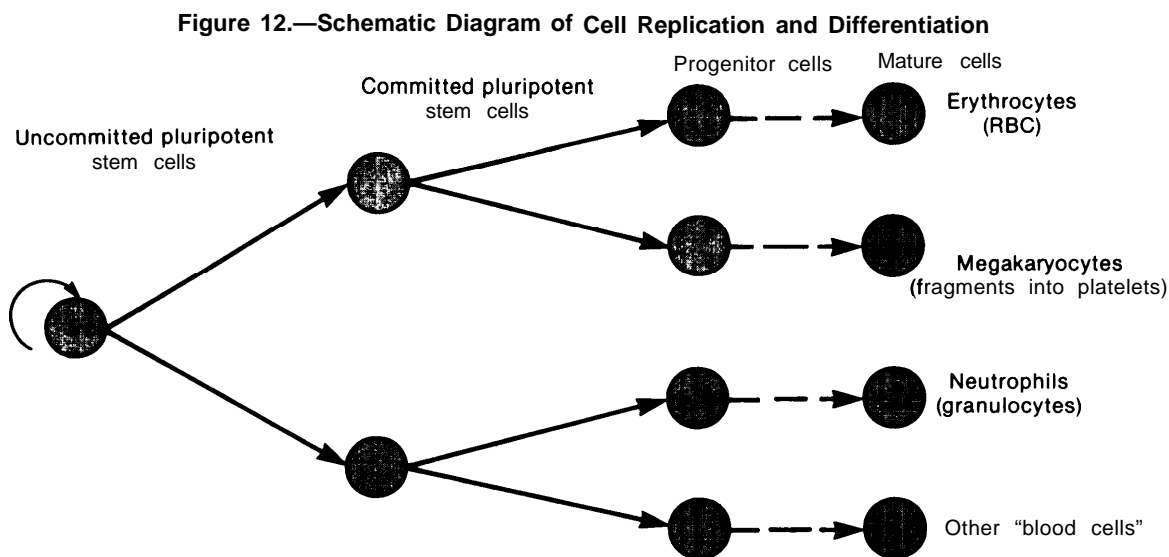 Figure 12.—Schematic Diagram of Cell Replication and Differentiation
Progenitor cells
Mature cells
Committed pluripotent
stem cells
Erythrocytes
(RBC)
Uncommitted pluripotent
stem cells
Megakaryocytes
(fragments into platelets)
Neutrophils
(granulocytes)
Other “blood cells”